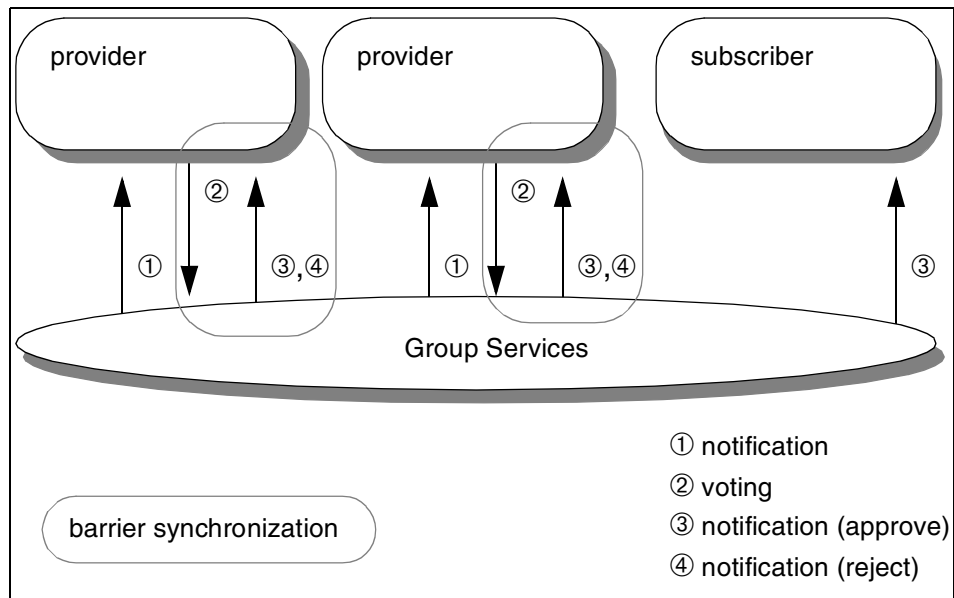 provider
provider
subscriber
②
②
①
③,④
①
③,④
③
Group Services
① notification
② voting
③ notification (approve)
④ notification (reject)
barrier synchronization